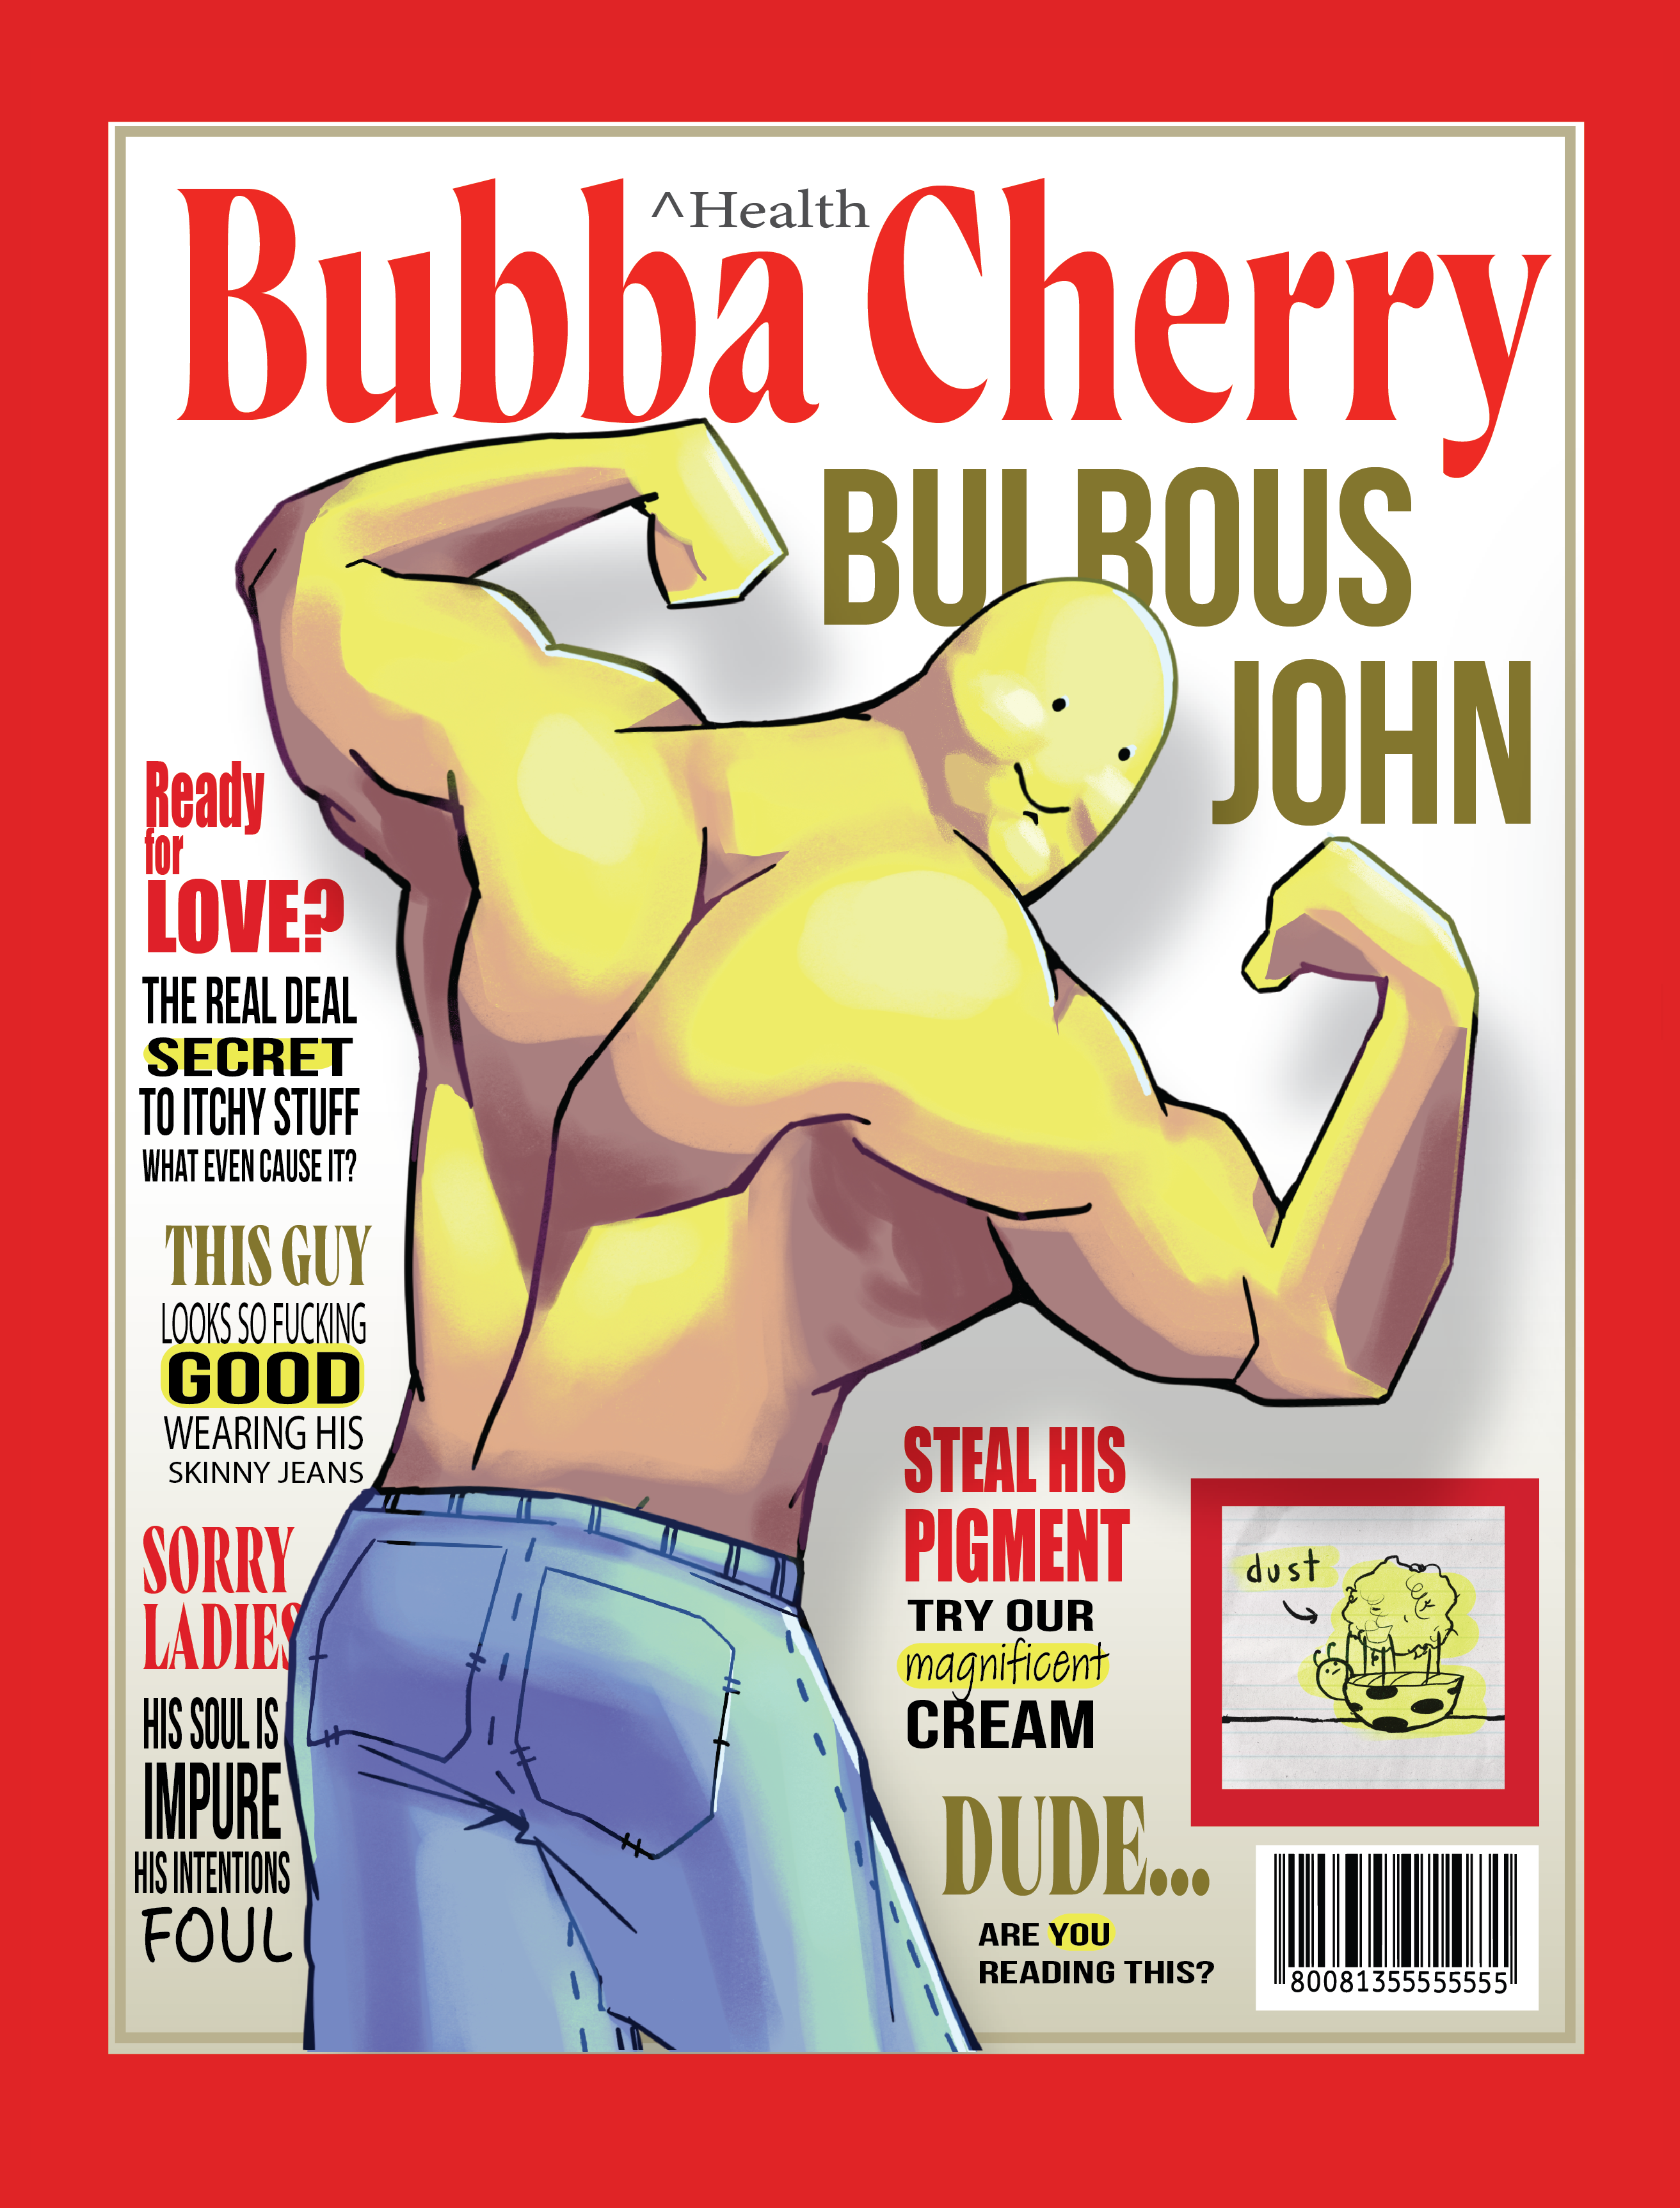 ^Health
Bubba Cherry
BULBOUS
JOHN
Ready
for
LOVE?
THE REAL DEAL
SECRET
TO ITCHY STUFF
WHAT EVEN CAUSE IT?
THIS GUY
LOOKS SO FUCKING
GOOD
WEARING HIS
SKINNY JEANS
SORRY
LADIES
HIS SOUL IS
IMPURE
HIS INTENTIONS
FOUL
STEAL HIS
PIGMENT
TRY OUR
magnificent
CREAM
DUDE...
ARE YOU
READING THIS?
dust
80081355555555